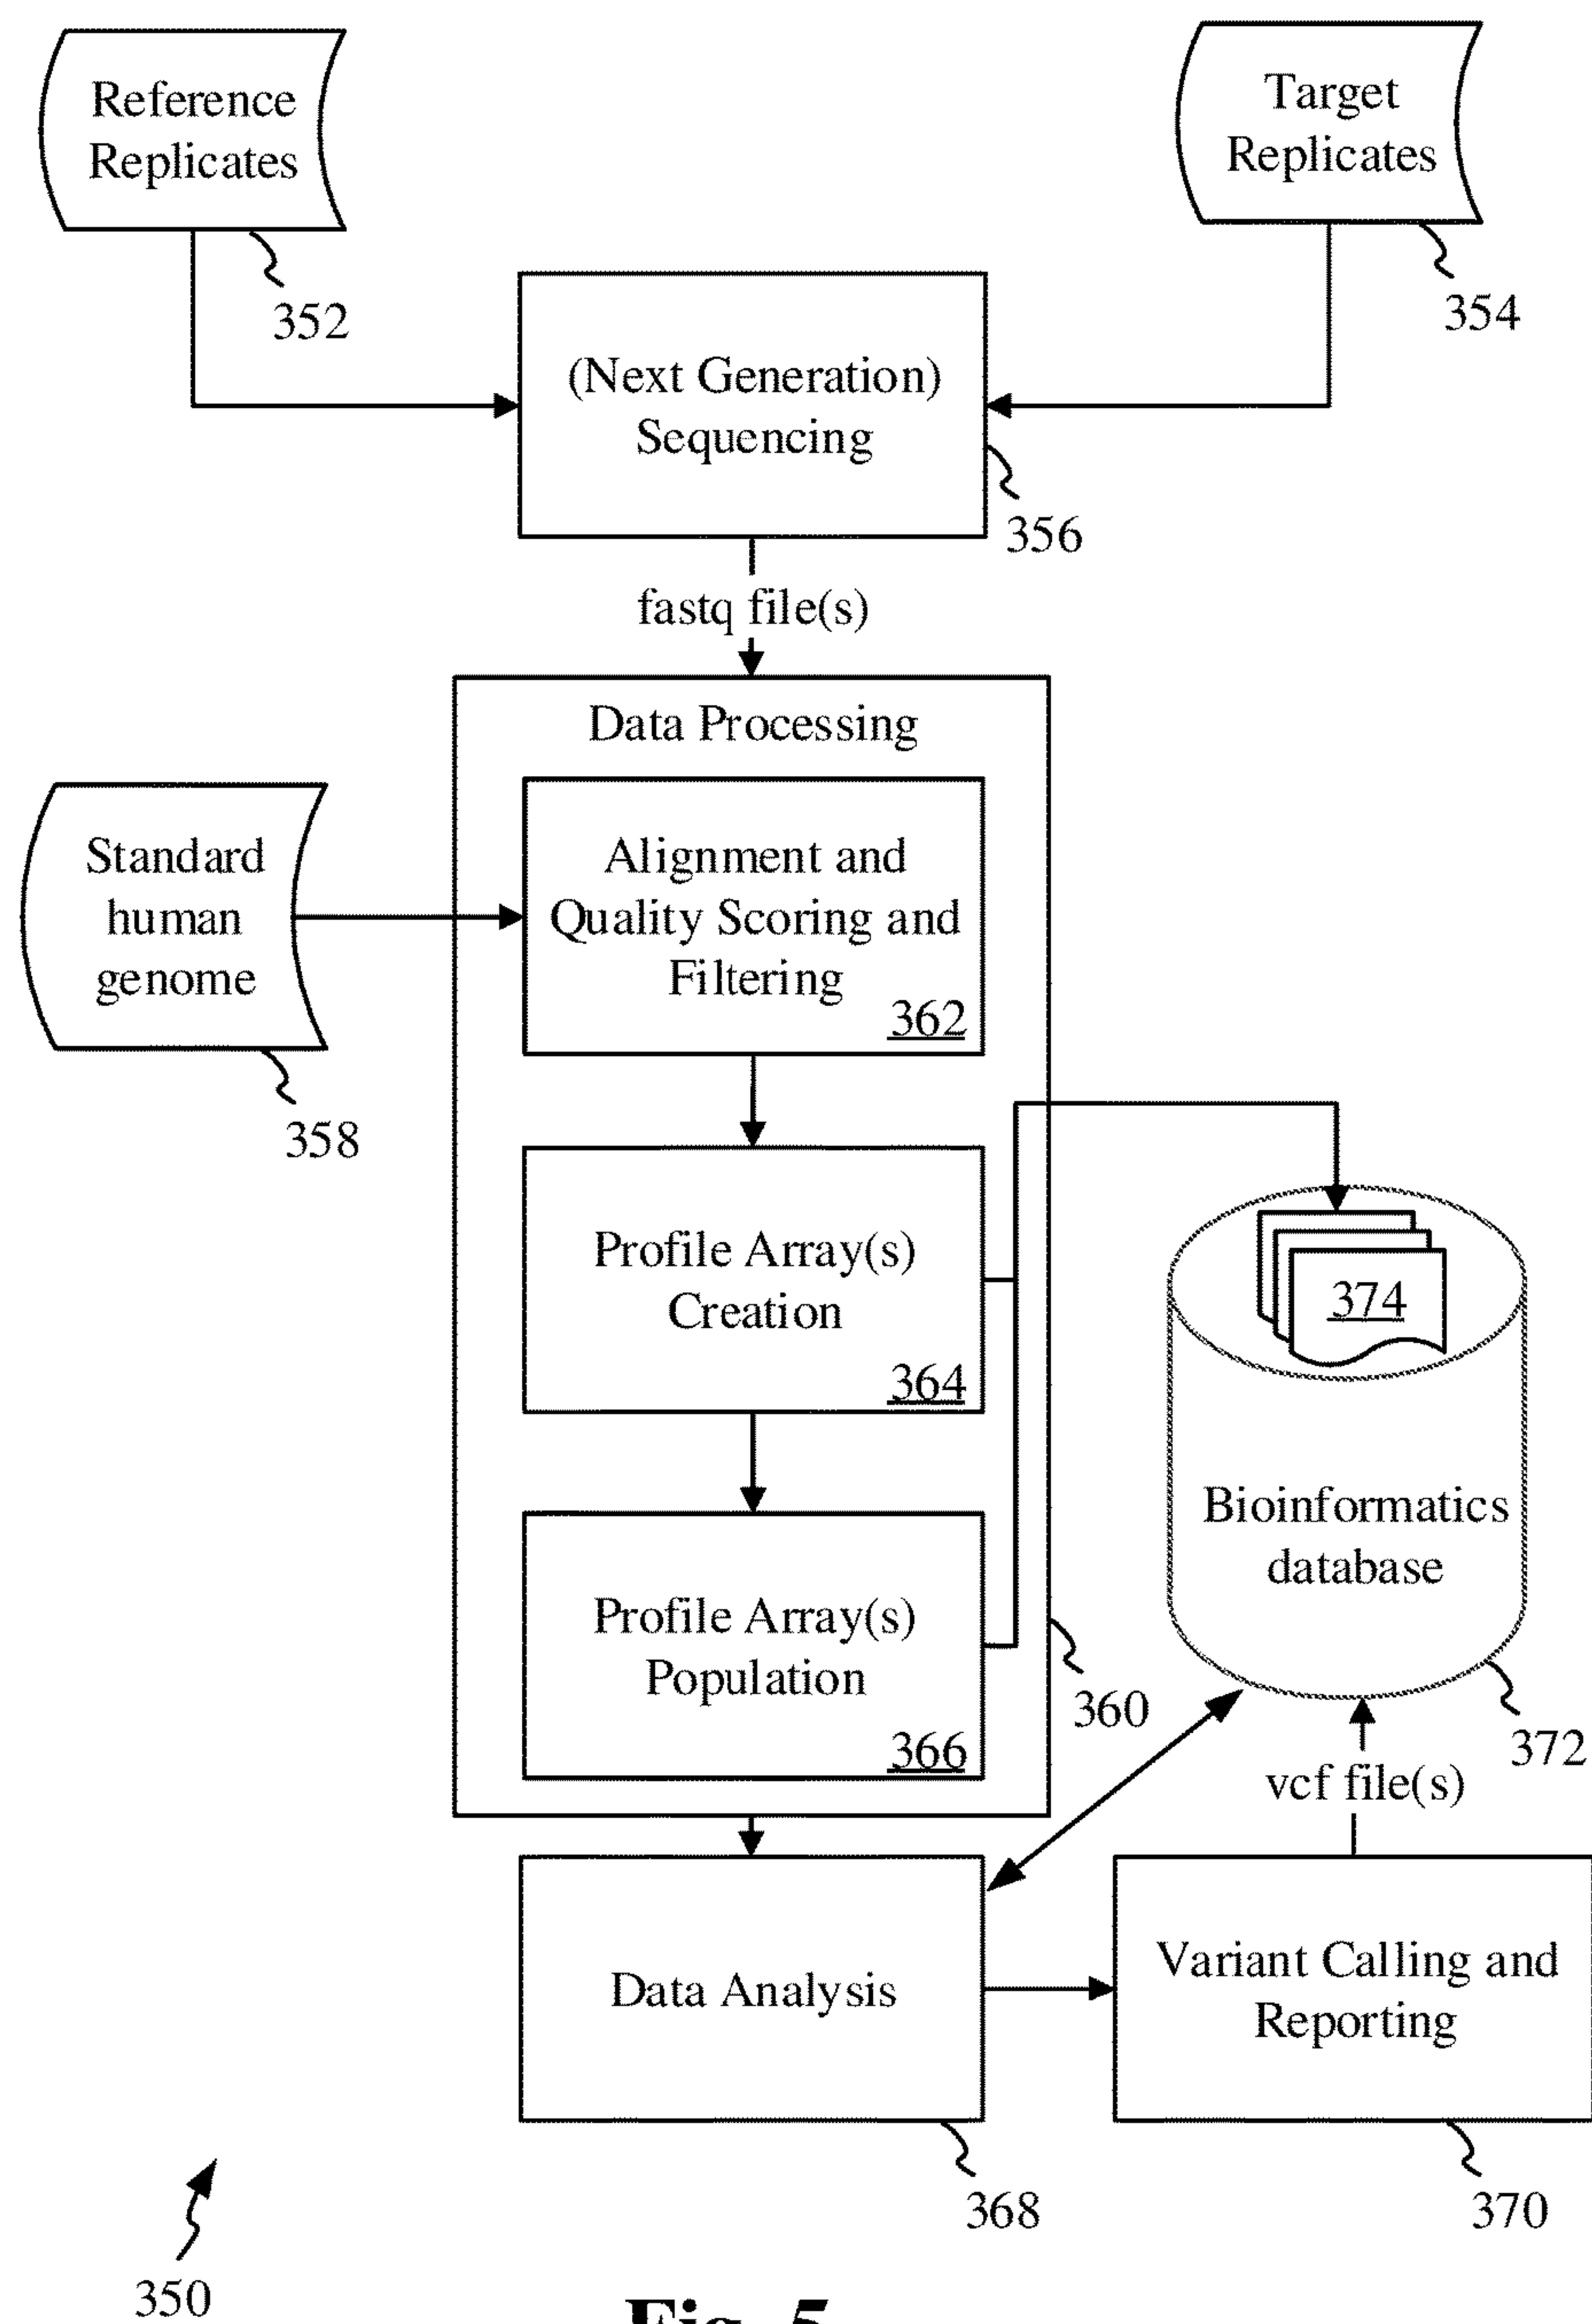 Reference
Replicates
352
Target
Replicates
354
(Next Generation)
Sequencing
356
fastq file(s)
Data Processing
Standard
human
genome
358
Alignment and
Quality Scoring and
Filtering
362
Profile Array(s)
Creation
364
374
Bioinformatics
database
372
Profile Array(s)
Population
366
360
vcf file(s)
Data Analysis
368
Variant Calling and
Reporting
370
350
Fig. 5